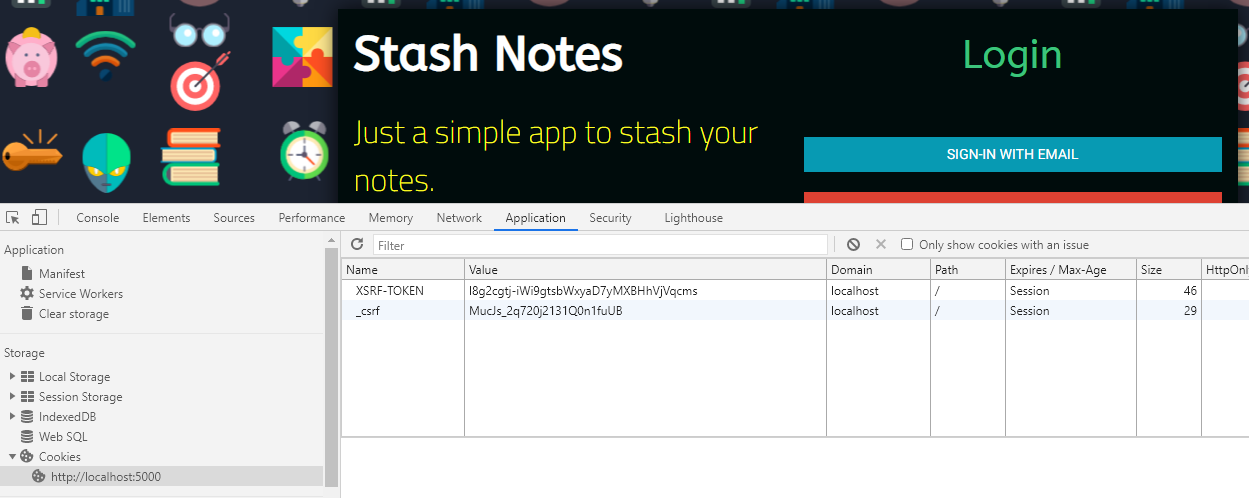 Stash Notes
Login
Just a simple app to stash your
notes.
SIGN-IN WITH EMAIL
Console Elements Sources Performance Memory Network Application Security Lighthouse
Application
Manifest
Service Workers
Clear storage
Storage
Local Storage
Session Storage
IndexedDB
Web SQL
Cookies
http://localhost:5000
Filter Only show cookies with an issue
Name Value Domain Path Expires / Max-Age Size HttpOnl
XSRF-TOKEN I8g2cgtj-iWi9gtsbWxyaD7yMXBHhVjVqcms localhost / Session 46
_csrf MucJs_2q720j2131Q0n1fuUB localhost / Session 29